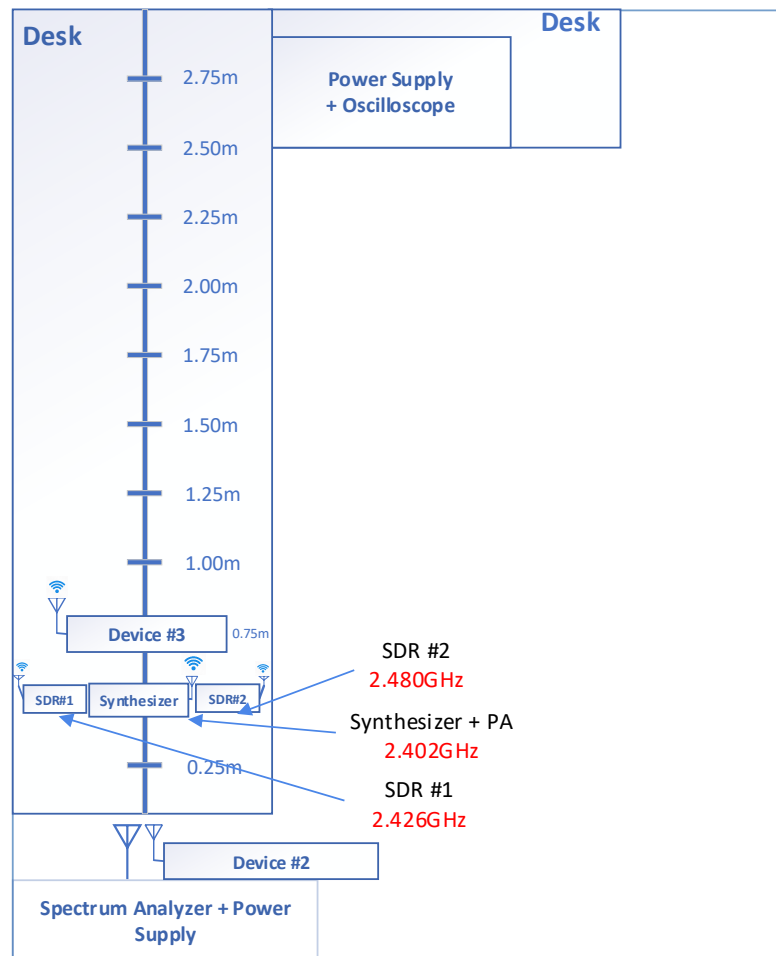 Desk
Desk
Power Supply
+ Oscilloscope
2.75m
2.50m
2.25m
2.00m
1.75m
1.50m
1.25m
1.00m
Device #3
0.75m
SDR#1
Synthesizer
SDR#2
SDR #2
2.480GHz
Synthesizer + PA
2.402GHz
0.25m
SDR #1
2.426GHz
Device #2
Spectrum Analyzer + Power
Supply